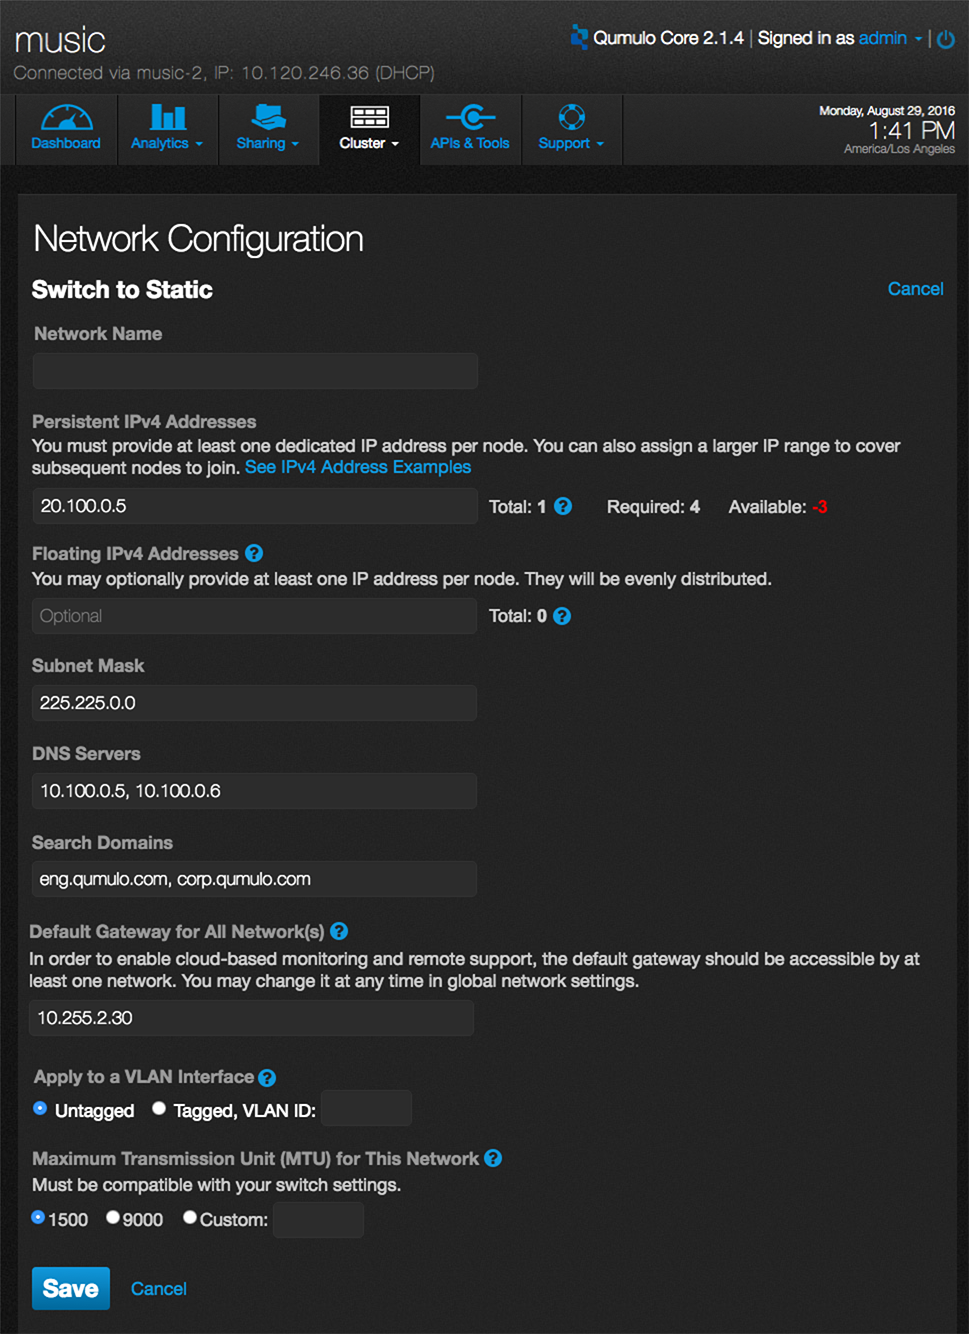 music
Qumulo Core 2.1.4 | Signed in as admin |
Connected via music-2, IP: 10.120.246.36 (DHCP)
Dashboard
Analytics
Sharing
Cluster
APIs & Tools
Support
Monday, August 29, 2016
1:41 PM
America/Los Angeles
Network Configuration
Switch to Static
Cancel
Network Name
Persistent IPv4 Addresses
You must provide at least one dedicated IP address per node. You can also assign a larger IP range to cover
subsequent nodes to join. See IPv4 Address Examples
20.100.0.5 Total: 1 ? Required: 4 Available: -3
Floating IPv4 Addresses ?
You may optionally provide at least one IP address per node. They will be evenly distributed.
Optional Total: 0 ?
Subnet Mask
225.225.0.0
DNS Servers
10.100.0.5, 10.100.0.6
Search Domains
eng.qumulo.com, corp.qumulo.com
Default Gateway for All Network(s) ?
In order to enable cloud-based monitoring and remote support, the default gateway should be accessible by at
least one network. You may change it at any time in global network settings.
10.255.2.30
Apply to a VLAN Interface ?
Untagged Tagged, VLAN ID:
Maximum Transmission Unit (MTU) for This Network ?
Must be compatible with your switch settings.
1500 9000 Custom:
Save Cancel